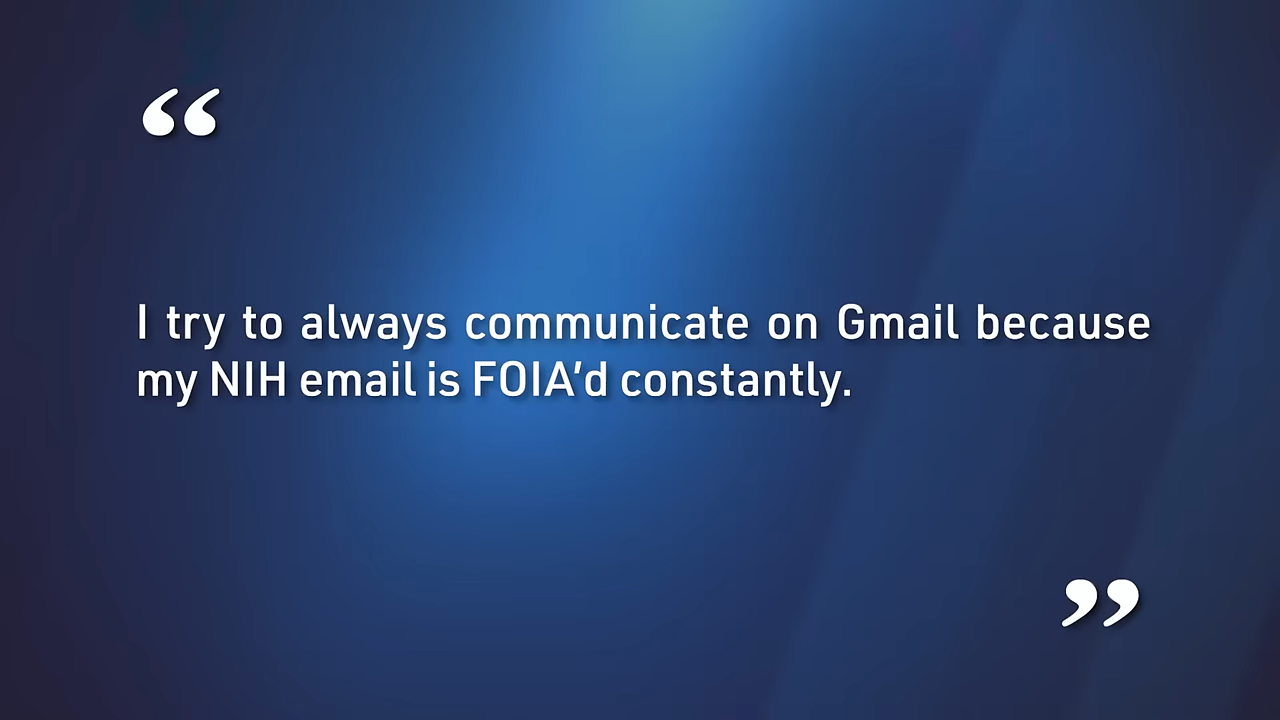 “
I try to always communicate on Gmail because
my NIH email is FOIA’d constantly.
”